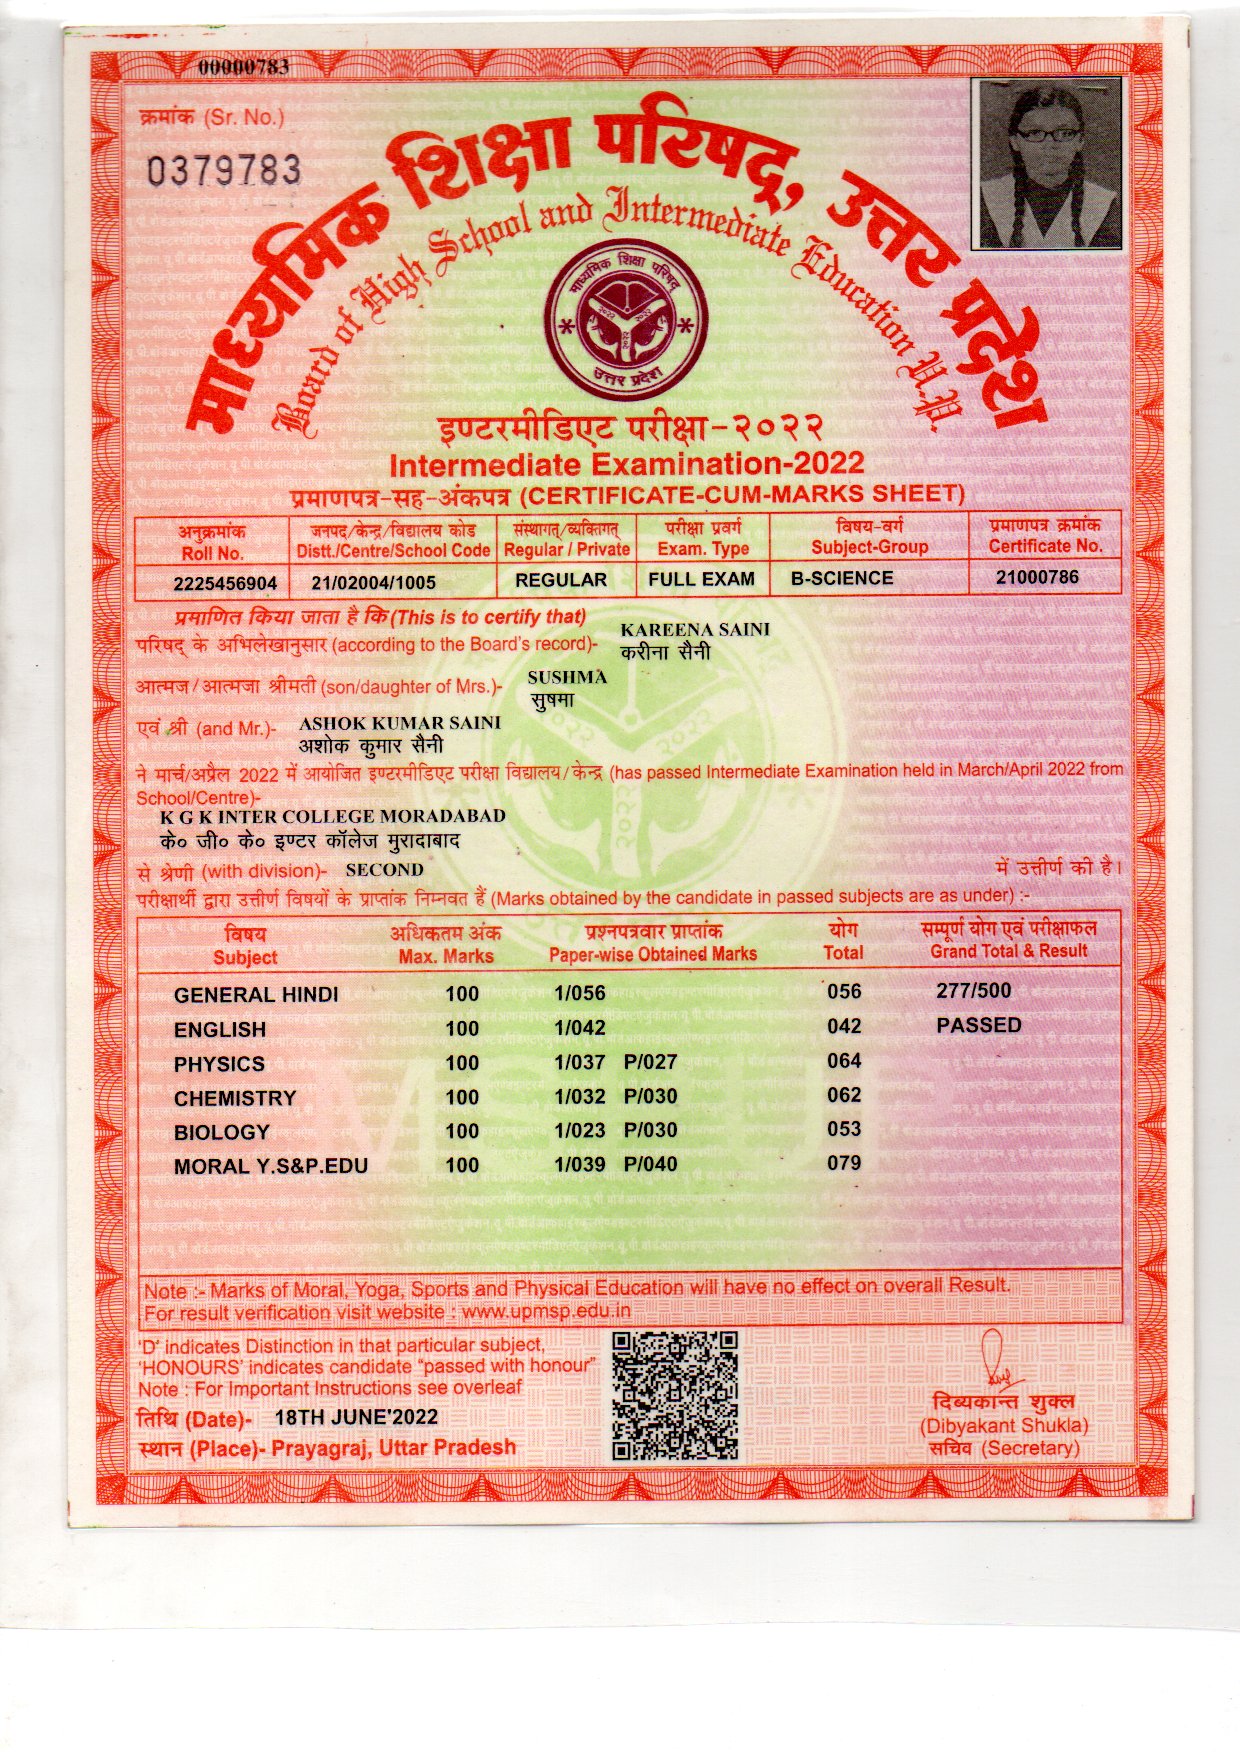 00000783
क्रमांक (Sr. No.)
0379783
माध्यमिक शिक्षा परिषद्, उत्तर प्रदेश
Board of High School and Intermediate Education U.P.
माध्यमिक शिक्षा परिषद्
उत्तर प्रदेश
इण्टरमीडिएट परीक्षा-२०२२
Intermediate Examination-2022
प्रमाणपत्र-सह-अंकपत्र (CERTIFICATE-CUM-MARKS SHEET)
अनुक्रमांक जनपद/केन्द्र/विद्यालय कोड संस्थागत्/व्यक्तिगत् परीक्षा प्रवर्ग विषय-वर्ग प्रमाणपत्र क्रमांक
Roll No. Distt./Centre/School Code Regular / Private Exam. Type Subject-Group Certificate No.
2225456904 21/02004/1005 REGULAR FULL EXAM B-SCIENCE 21000786
प्रमाणित किया जाता है कि (This is to certify that)
परिषद् के अभिलेखानुसार (according to the Board's record)- KAREENA SAINI
करीना सैनी
आत्मज/आत्मजा श्रीमती (son/daughter of Mrs.)- SUSHMA
सुषमा
एवं श्री (and Mr.)- ASHOK KUMAR SAINI
अशोक कुमार सैनी
ने मार्च/अप्रैल 2022 में आयोजित इण्टरमीडिएट परीक्षा विद्यालय/केन्द्र (has passed Intermediate Examination held in March/April 2022 from
School/Centre)-
K G K INTER COLLEGE MORADABAD
के० जी० के० इण्टर कॉलेज मुरादाबाद
से श्रेणी (with division)- SECOND में उत्तीर्ण की है।
परीक्षार्थी द्वारा उत्तीर्ण विषयों के प्राप्तांक निम्नवत हैं (Marks obtained by the candidate in passed subjects are as under) :-
विषय अधिकतम अंक प्रश्नपत्रवार प्राप्तांक योग सम्पूर्ण योग एवं परीक्षाफल
Subject Max. Marks Paper-wise Obtained Marks Total Grand Total & Result
GENERAL HINDI 100 1/056 056 277/500
ENGLISH 100 1/042 042 PASSED
PHYSICS 100 1/037 P/027 064
CHEMISTRY 100 1/032 P/030 062
BIOLOGY 100 1/023 P/030 053
MORAL Y.S&P.EDU 100 1/039 P/040 079
Note :- Marks of Moral, Yoga, Sports and Physical Education will have no effect on overall Result.
For result verification visit website : www.upmsp.edu.in
'D' indicates Distinction in that particular subject,
'HONOURS' indicates candidate "passed with honour"
Note : For Important Instructions see overleaf
तिथि (Date)- 18TH JUNE'2022
स्थान (Place)- Prayagraj, Uttar Pradesh
दिव्यकान्त शुक्ल
(Dibyakant Shukla)
सचिव (Secretary)